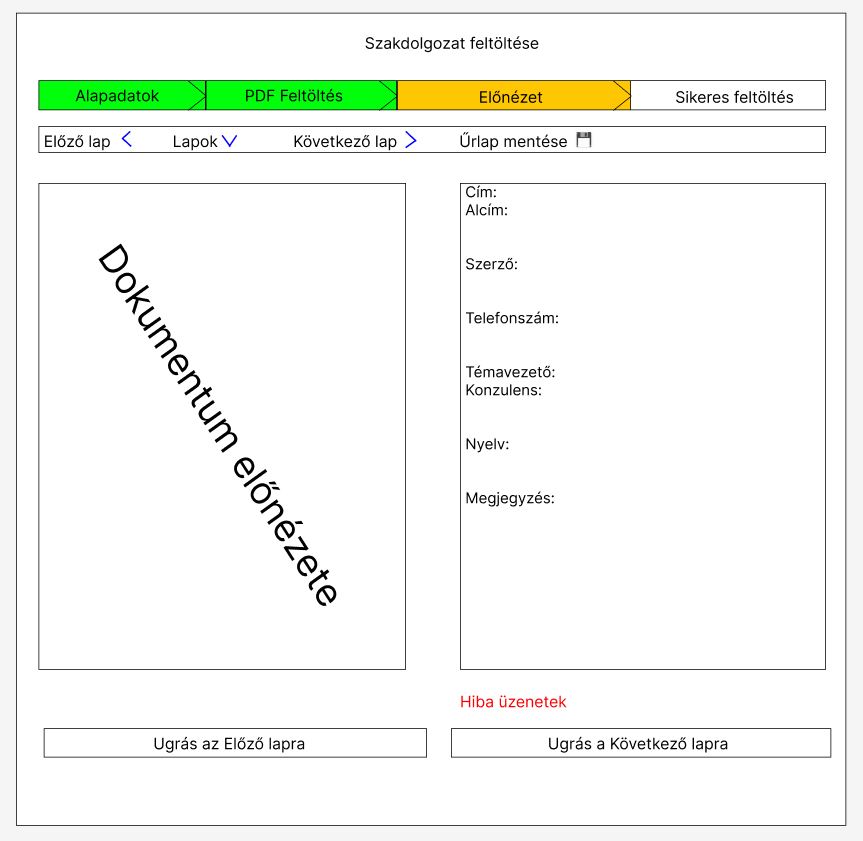 Szakdolgozat feltöltése
Alapadatok
PDF Feltöltés
Előnézet
Sikeres feltöltés
Előző lap
Lapok
Következő lap
Űrlap mentése
Dokumentum előnézete
Cím:
Alcím:
Szerző:
Telefonszám:
Témavezető:
Konzulens:
Nyelv:
Megjegyzés:
Hiba üzenetek
Ugrás az Előző lapra
Ugrás a Következő lapra